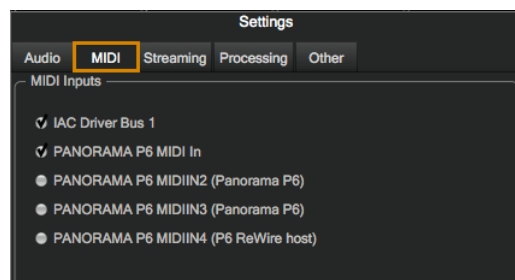 Settings
Audio MIDI Streaming Processing Other
MIDI Inputs
IAC Driver Bus 1
PANORAMA P6 MIDI In
PANORAMA P6 MIDIIN2 (Panorama P6)
PANORAMA P6 MIDIIN3 (Panorama P6)
PANORAMA P6 MIDIIN4 (P6 ReWire host)